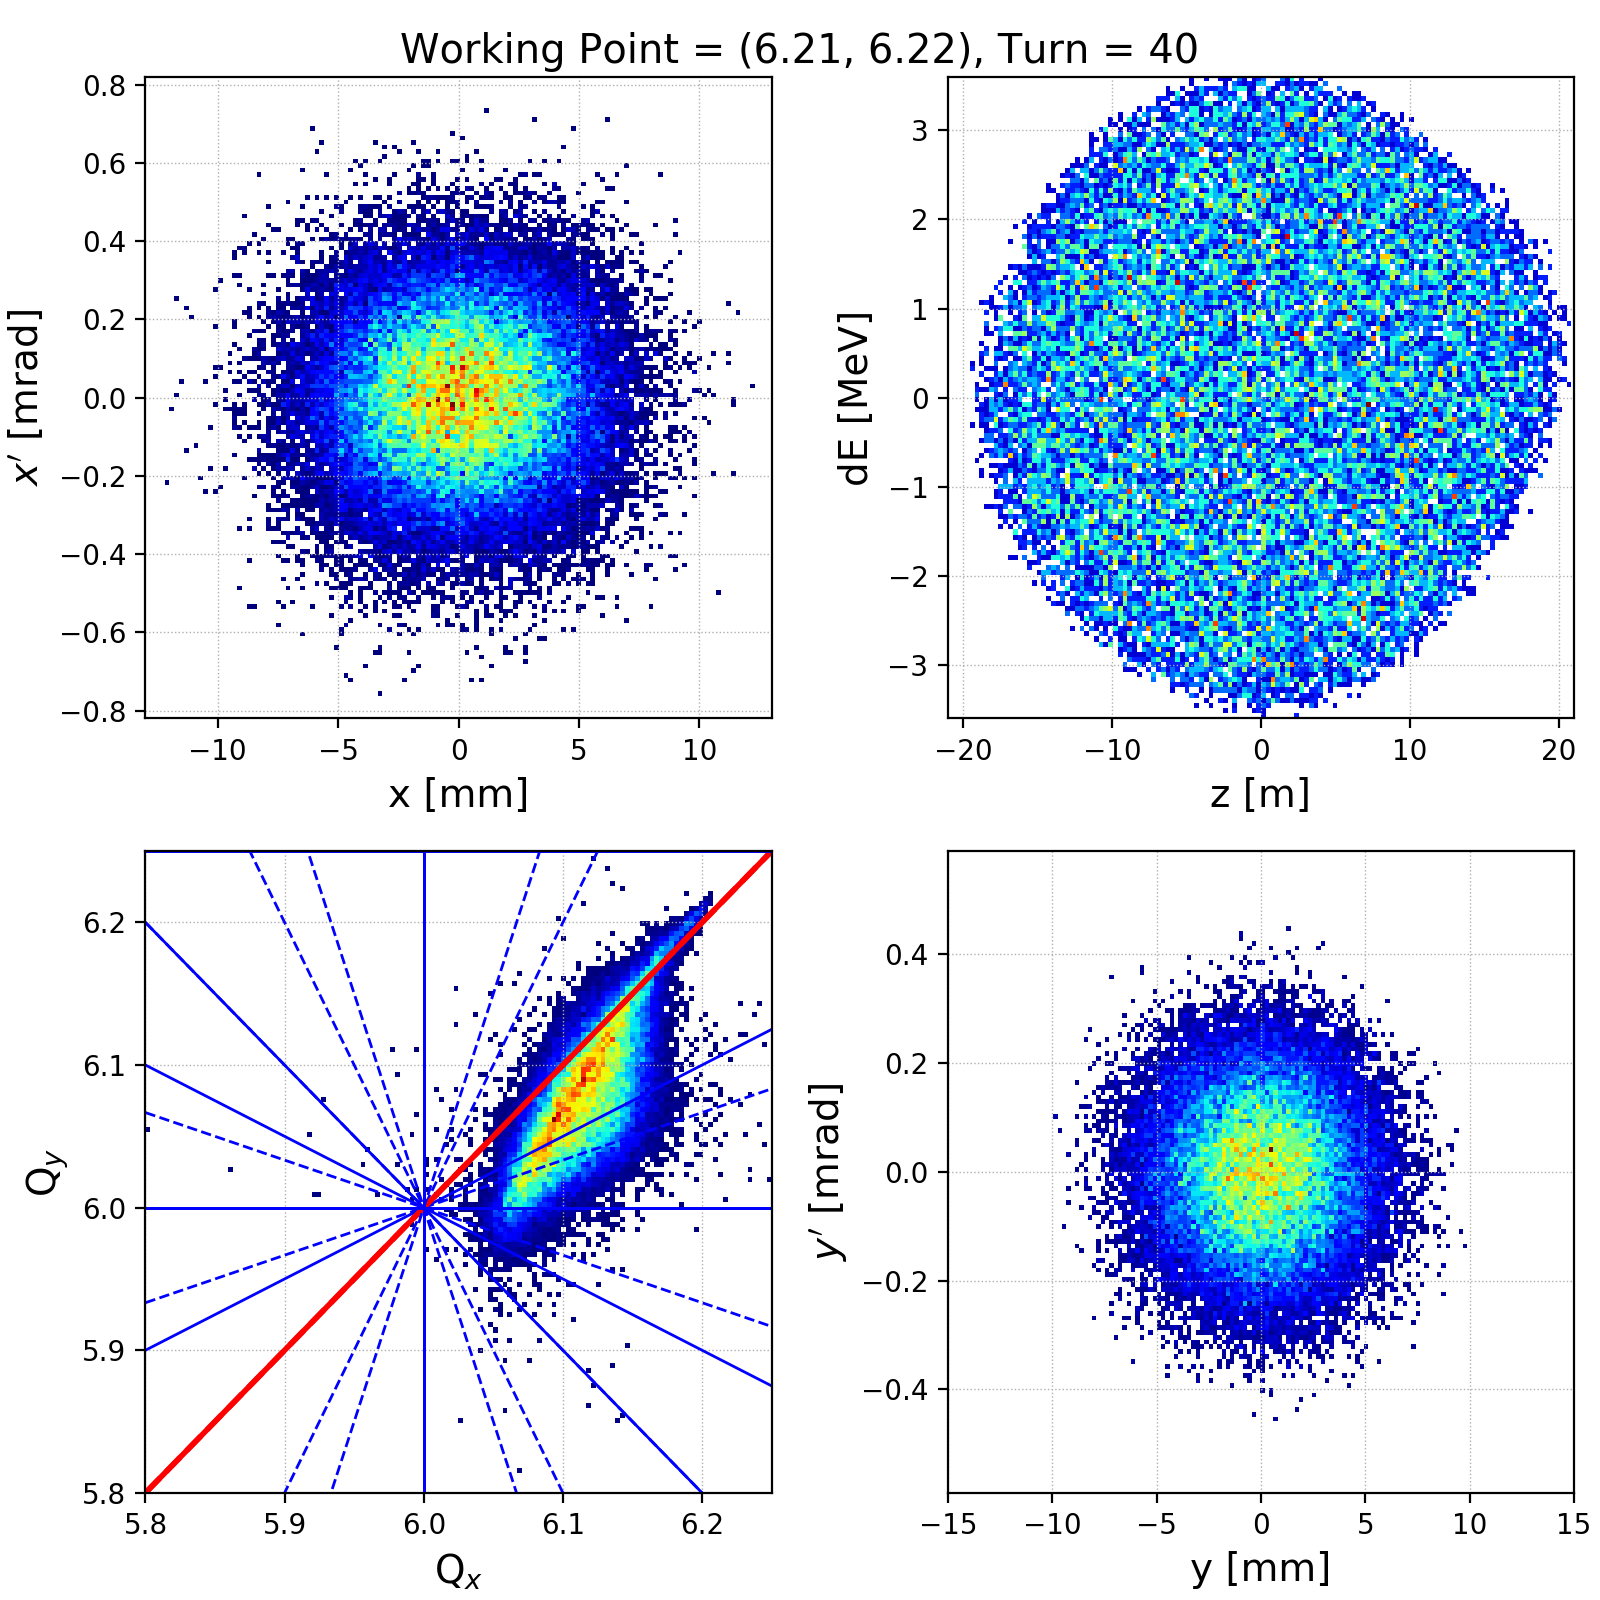 Working Point = (6.21, 6.22), Turn = 40
0.8
0.6
0.4
0.2
0.0
−0.2
−0.4
−0.6
−0.8
x′ [mrad]
−10 −5 0 5 10
x [mm]
3
2
1
0
−1
−2
−3
dE [MeV]
−20 −10 0 10 20
z [m]
6.2
6.1
6.0
5.9
5.8
Qy
5.8 5.9 6.0 6.1 6.2
Qx
0.4
0.2
0.0
−0.2
−0.4
y′ [mrad]
−15 −10 −5 0 5 10 15
y [mm]